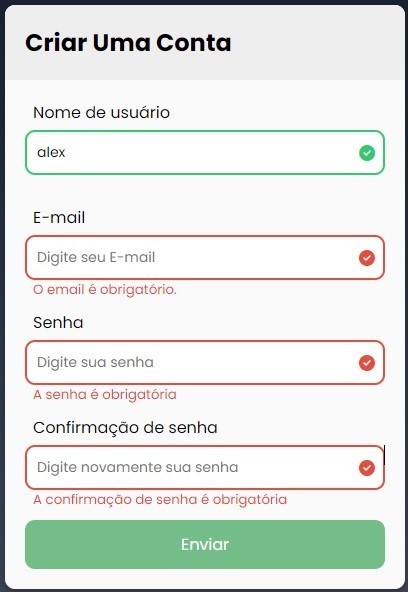 Criar Uma Conta
Nome de usuário
alex
E-mail
Digite seu E-mail
O email é obrigatório.
Senha
Digite sua senha
A senha é obrigatória
Confirmação de senha
Digite novamente sua senha
A confirmação de senha é obrigatória
Enviar